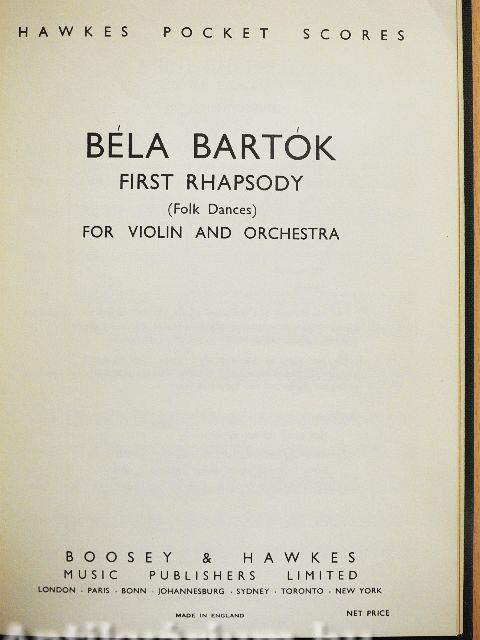 HAWKES POCKET SCORES
BÉLA BARTÓK
FIRST RHAPSODY
(Folk Dances)
FOR VIOLIN AND ORCHESTRA
BOOSEY & HAWKES
MUSIC PUBLISHERS LIMITED
LONDON · PARIS · BONN · JOHANNESBURG · SYDNEY · TORONTO · NEW YORK
MADE IN ENGLAND
NET PRICE